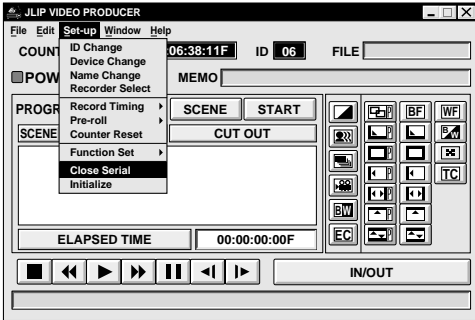 JLIP VIDEO PRODUCER
File Edit Set-up Window Help
COUNT 06:38:11F ID 06 FILE
ID Change
Device Change
Name Change
Recorder Select
Record Timing
Pre-roll
Counter Reset
Function Set
Close Serial
Initialize
POW MEMO
PROGR SCENE START
SCENE CUT OUT
BF WF
BW
P
TC
BW
EC
ELAPSED TIME 00:00:00:00F
IN/OUT